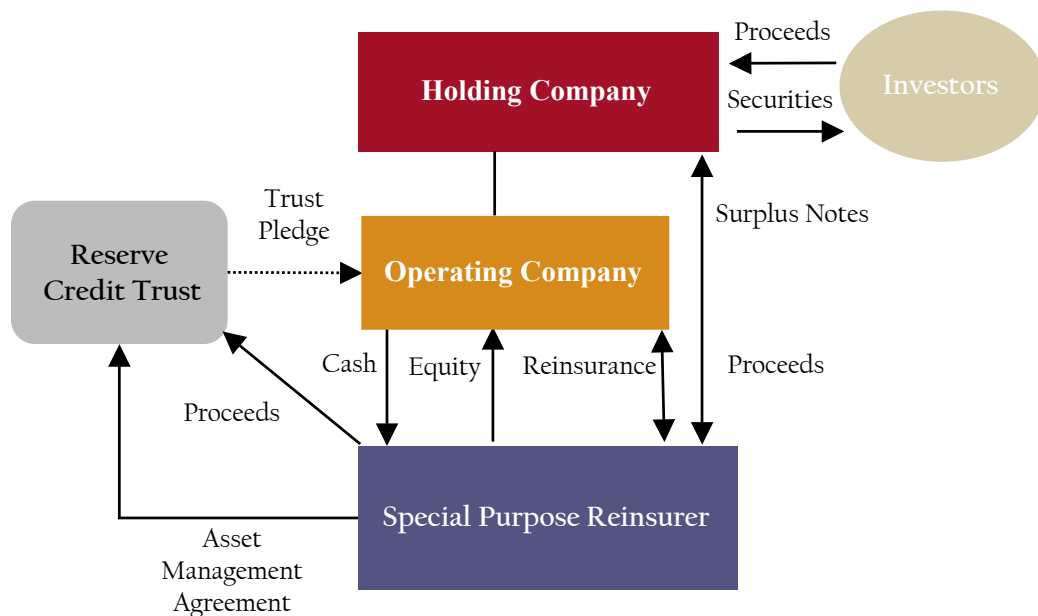 Proceeds
Holding Company
Investors
Securities
Trust
Pledge
Surplus Notes
Reserve
Credit Trust
Operating Company
Cash
Equity
Reinsurance
Proceeds
Proceeds
Special Purpose Reinsurer
Asset
Management
Agreement